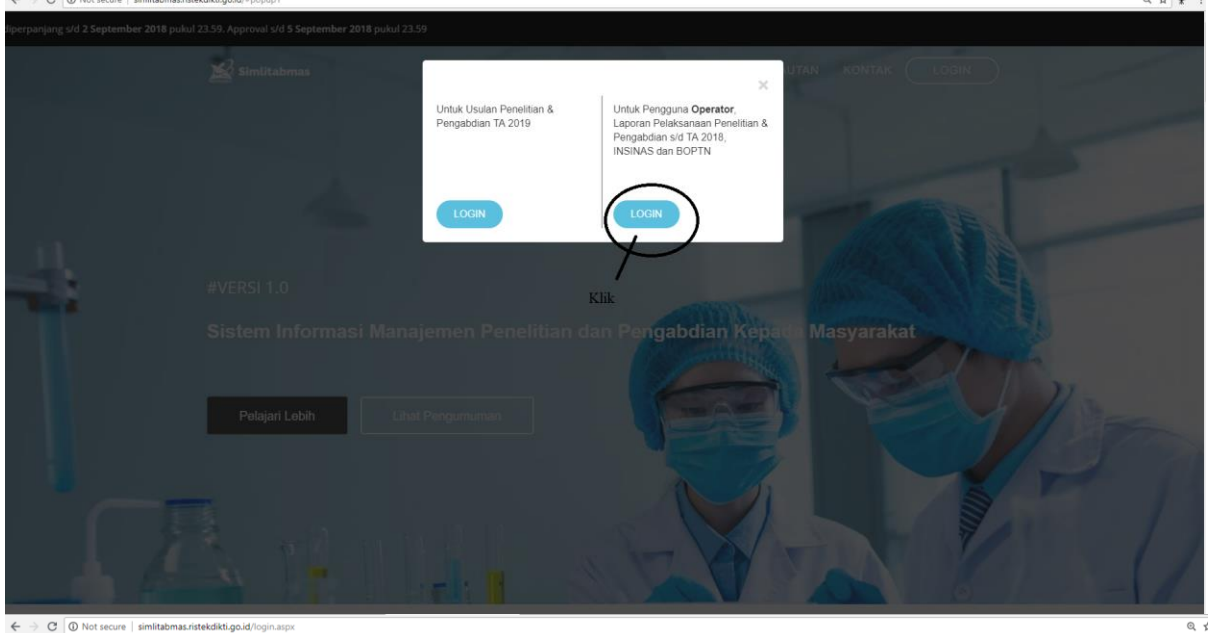 Not secure | simlitabmas.ristekdikti.go.id/#popup1
diperpanjang s/d 2 September 2018 pukul 23.59. Approval s/d 5 September 2018 pukul 23.59
Simlitabmas
UTAN KONTAK LOGIN
×
Untuk Usulan Penelitian &
Pengabdian TA 2019
LOGIN
Untuk Pengguna Operator,
Laporan Pelaksanaan Penelitian &
Pengabdian s/d TA 2018,
INSINAS dan BOPTN
LOGIN
Klik
#VERSI 1.0
Sistem Informasi Manajemen Penelitian dan Pengabdian Kepada Masyarakat
Pelajari Lebih
Lihat Pengumuman
Not secure | simlitabmas.ristekdikti.go.id/login.aspx